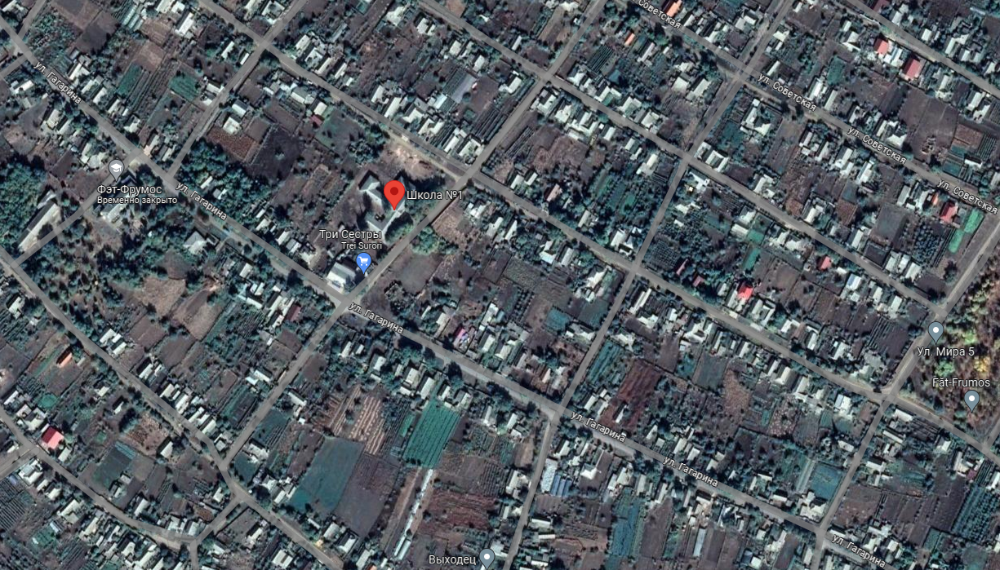 ул. Советская
ул. Гагарина
ул. Советская
ул. Советская
Фэт-Фрумос
Временно закрыто
ул. Гагарина
Школа №1
ул. Советская
Три Сестры
Trei Surori
ул. Гагарина
Ул. Мира 5
Făt-Frumos
ул. Гагарина
ул. Гагарина
ул. Гагарина
Выходец